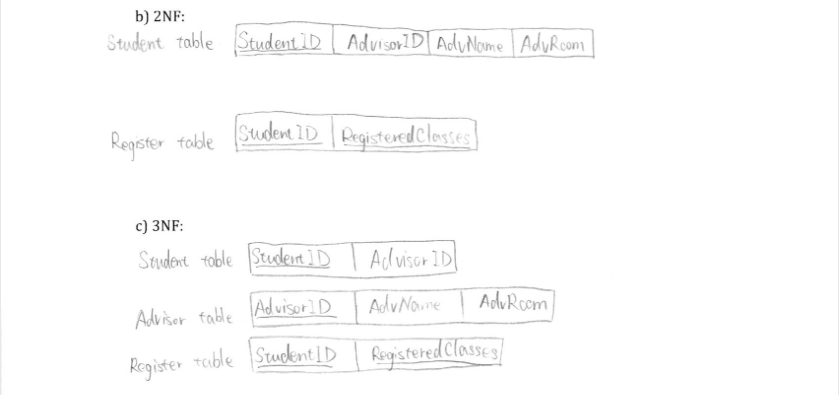 b) 2NF:
Student table StudentID AdvisorID AdvName AdvRoom
Register table StudentID RegisteredClasses
c) 3NF:
Student table StudentID AdvisorID
Advisor table AdvisorID AdvName AdvRoom
Register table StudentID RegisteredClasses